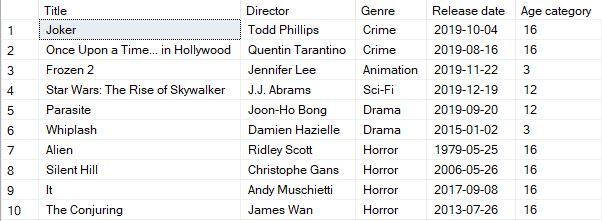 Title Director Genre Release date Age category
1 Joker Todd Phillips Crime 2019-10-04 16
2 Once Upon a Time... in Hollywood Quentin Tarantino Crime 2019-08-16 16
3 Frozen 2 Jennifer Lee Animation 2019-11-22 3
4 Star Wars: The Rise of Skywalker J.J. Abrams Sci-Fi 2019-12-19 12
5 Parasite Joon-Ho Bong Drama 2019-09-20 12
6 Whiplash Damien Hazielle Drama 2015-01-02 3
7 Alien Ridley Scott Horror 1979-05-25 16
8 Silent Hill Christophe Gans Horror 2006-05-26 16
9 It Andy Muschietti Horror 2017-09-08 16
10 The Conjuring James Wan Horror 2013-07-26 16